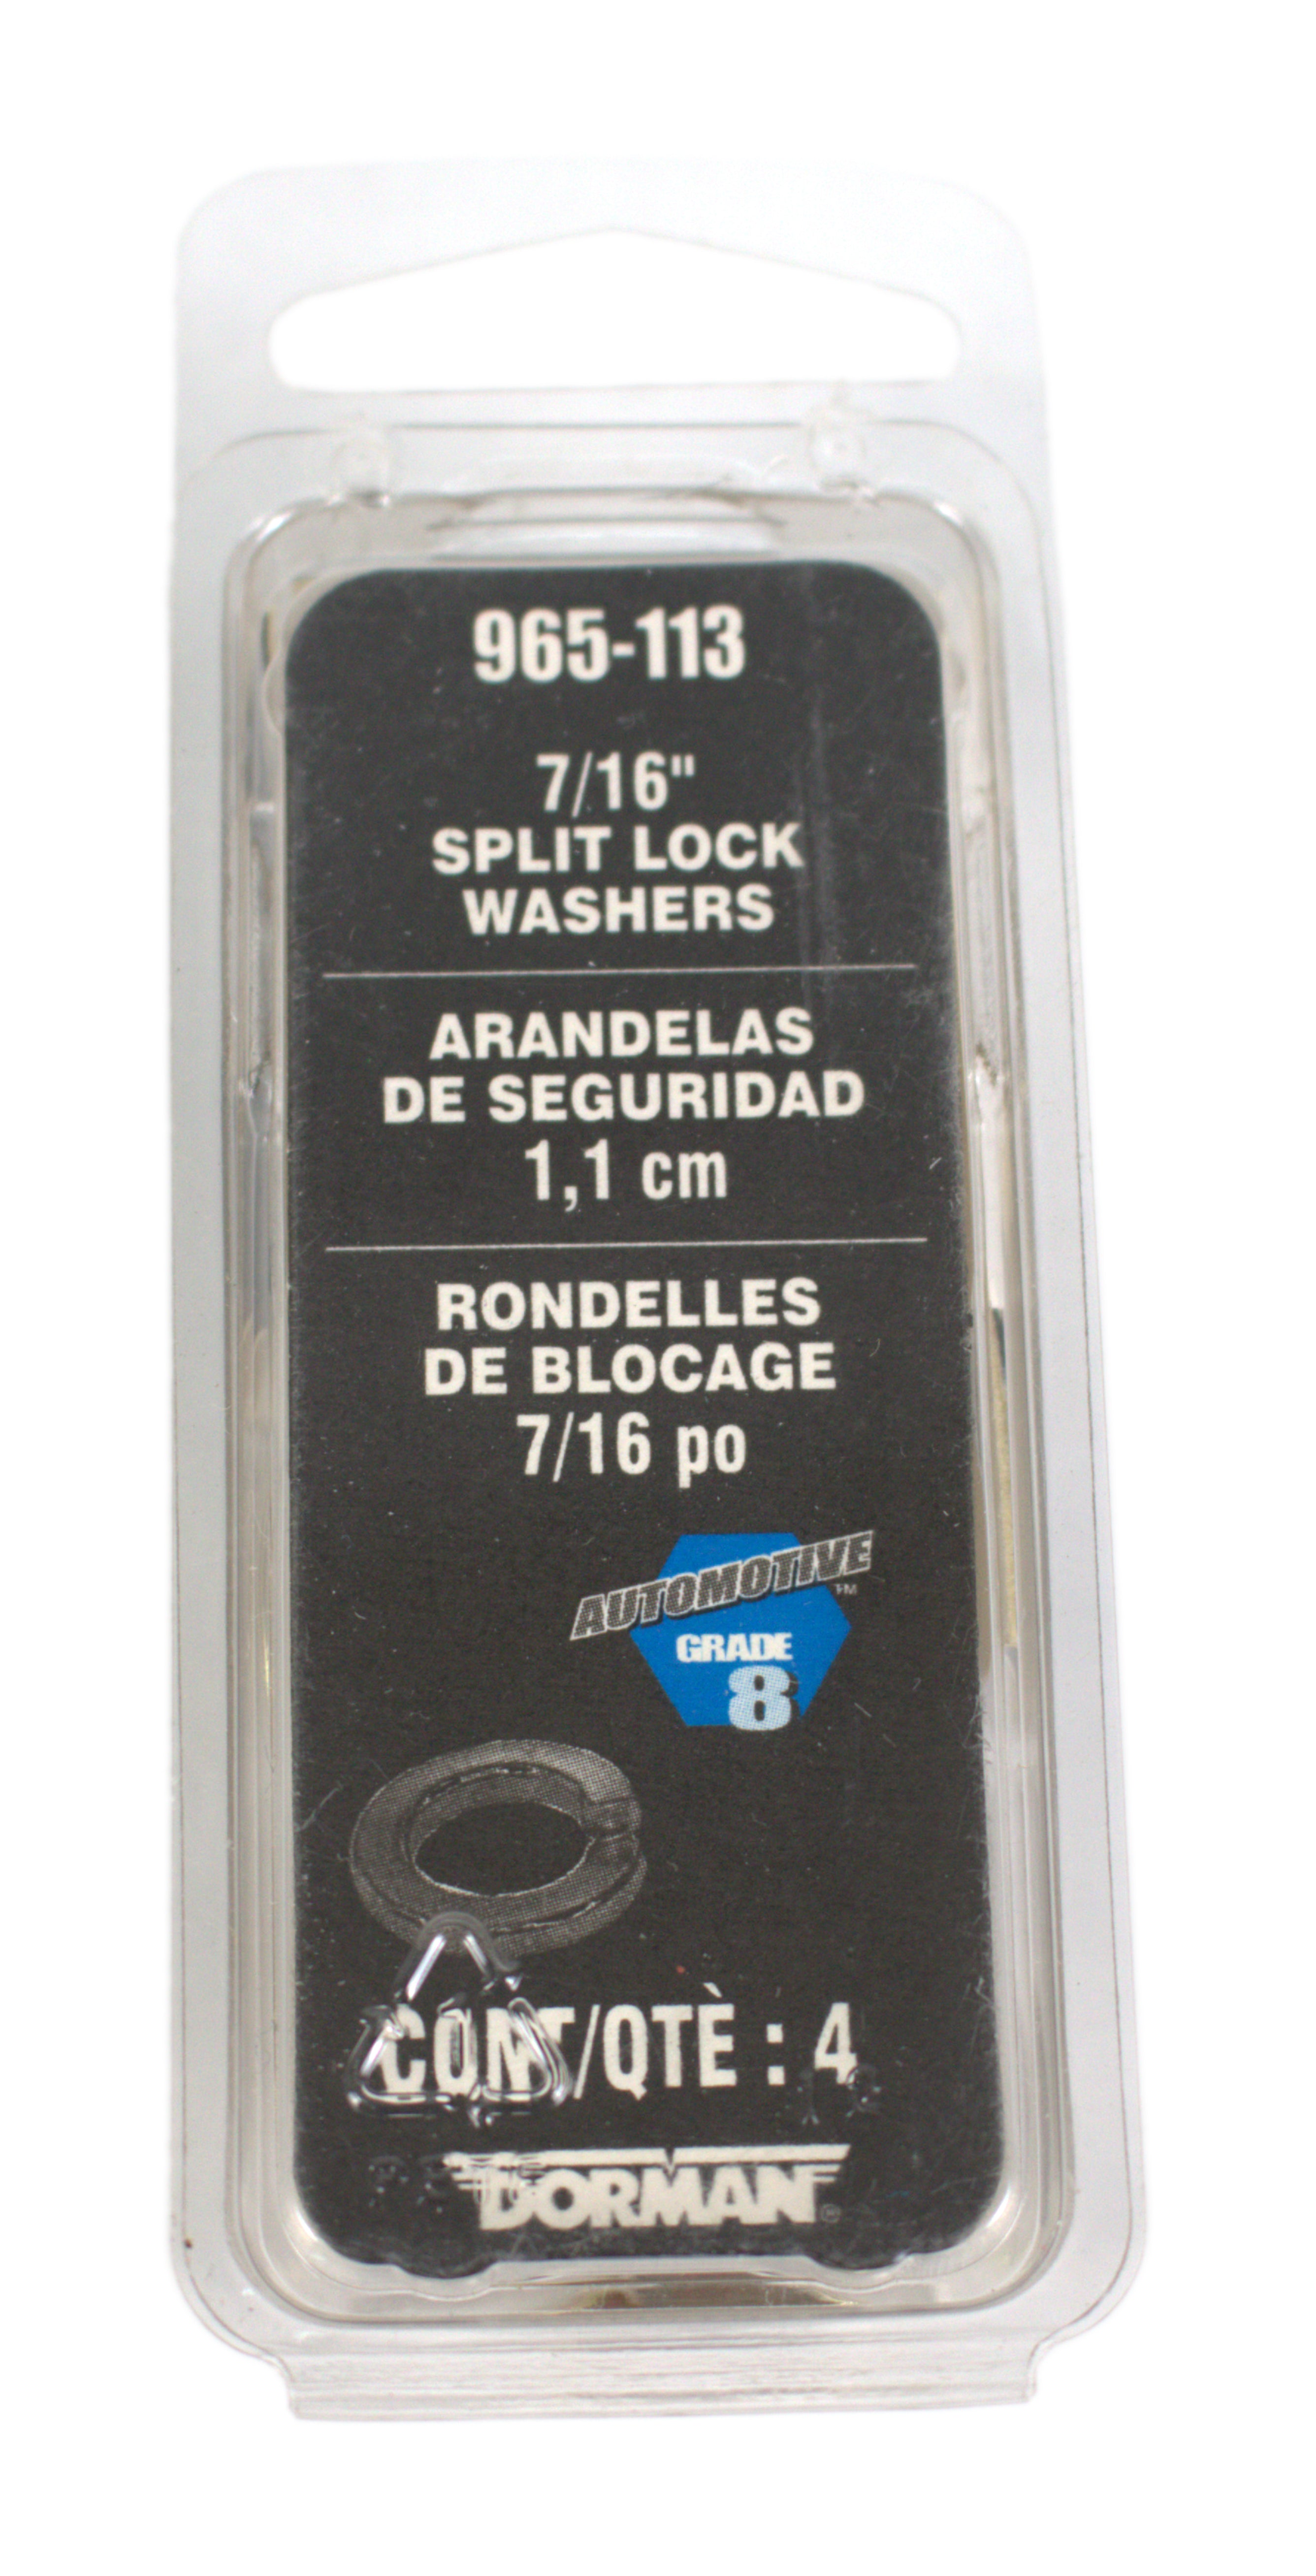 965-113
7/16"
SPLIT LOCK
WASHERS
ARANDELAS
DE SEGURIDAD
1,1 cm
RONDELLES
DE BLOCAGE
7/16 po
AUTOMOTIVE™
GRADE
8
CONT/QTÈ : 4
DORMAN®